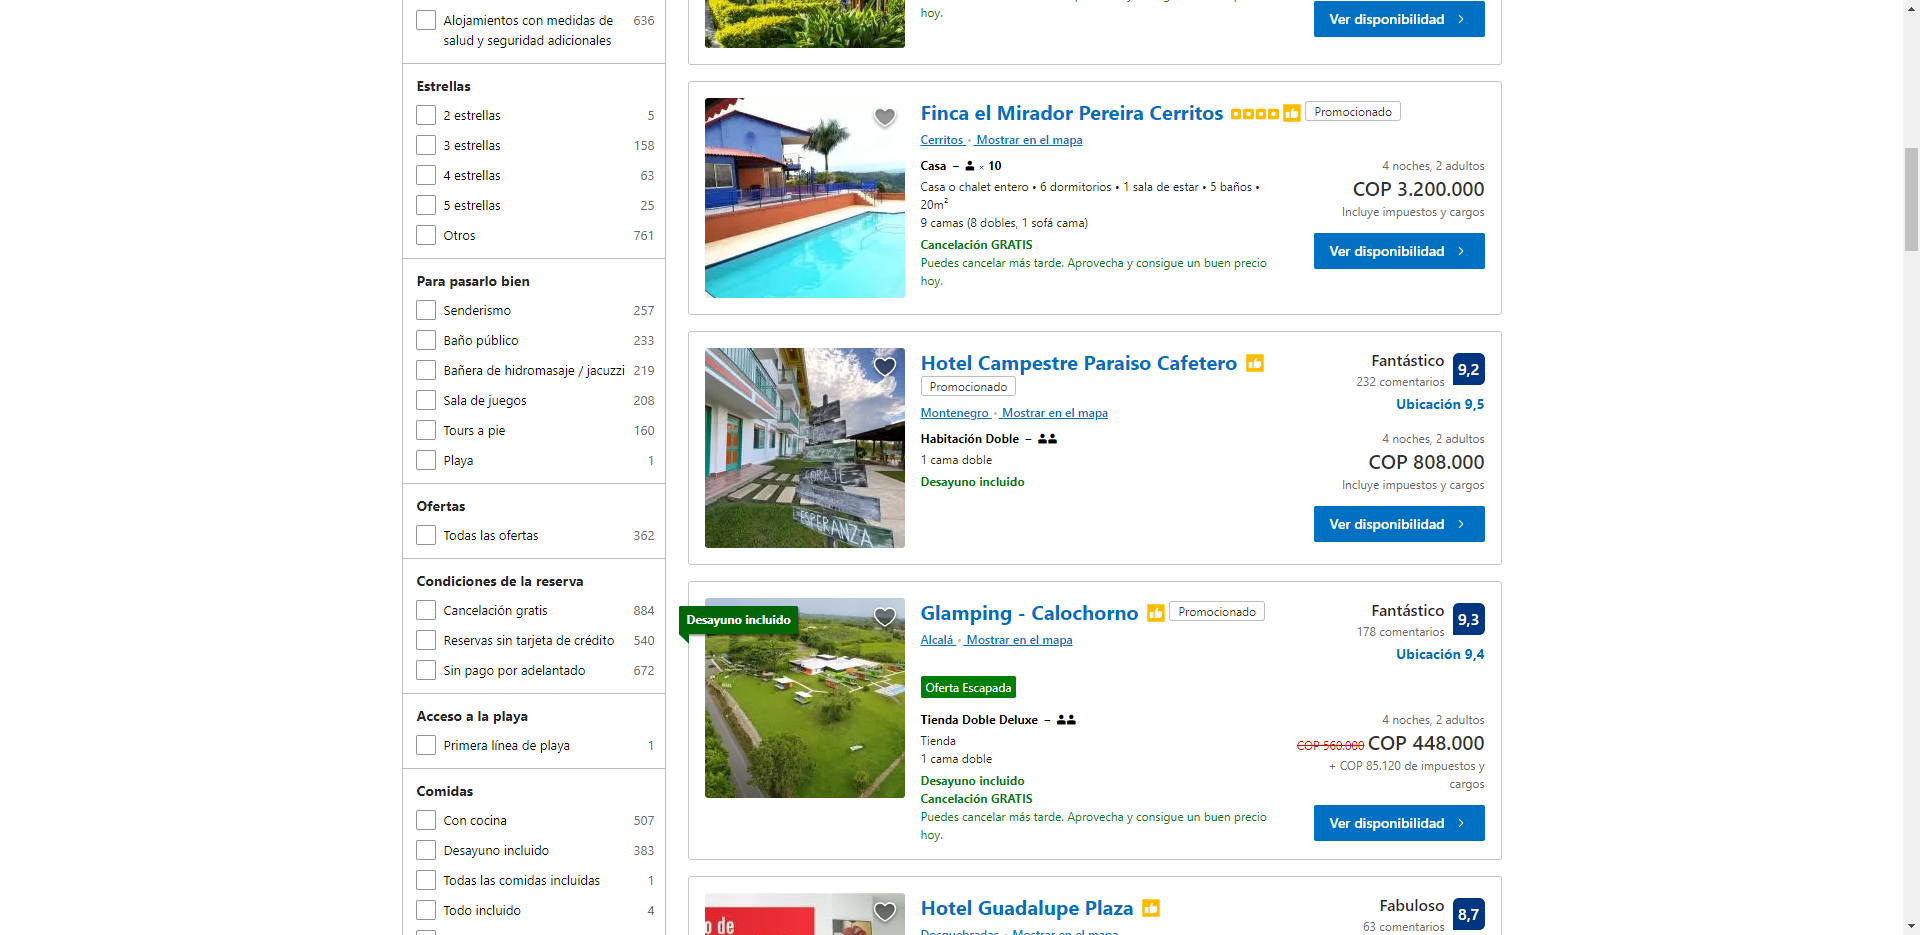 Alojamientos con medidas de salud y seguridad adicionales 636
Estrellas
2 estrellas 5
3 estrellas 158
4 estrellas 63
5 estrellas 25
Otros 761
Para pasarlo bien
Senderismo 257
Baño público 233
Bañera de hidromasaje / jacuzzi 219
Sala de juegos 208
Tours a pie 160
Playa 1
Ofertas
Todas las ofertas 362
Condiciones de la reserva
Cancelación gratis 884
Reservas sin tarjeta de crédito 540
Sin pago por adelantado 672
Acceso a la playa
Primera línea de playa 1
Comidas
Con cocina 507
Desayuno incluido 383
Todas las comidas incluidas 1
Todo incluido 4
hoy.
Ver disponibilidad
Finca el Mirador Pereira Cerritos Promocionado
Cerritos • Mostrar en el mapa
Casa – × 10
Casa o chalet entero • 6 dormitorios • 1 sala de estar • 5 baños •
20m²
9 camas (8 dobles, 1 sofá cama)
Cancelación GRATIS
Puedes cancelar más tarde. Aprovecha y consigue un buen precio
hoy.
4 noches, 2 adultos
COP 3.200.000
Incluye impuestos y cargos
Ver disponibilidad
CORAJE
ESPERANZA
Hotel Campestre Paraiso Cafetero
Promocionado
Montenegro • Mostrar en el mapa
Habitación Doble –
1 cama doble
Desayuno incluido
Fantástico 9,2
232 comentarios
Ubicación 9,5
4 noches, 2 adultos
COP 808.000
Incluye impuestos y cargos
Ver disponibilidad
Desayuno incluido
Glamping - Calochorno Promocionado
Alcalá • Mostrar en el mapa
Oferta Escapada
Tienda Doble Deluxe –
Tienda
1 cama doble
Desayuno incluido
Cancelación GRATIS
Puedes cancelar más tarde. Aprovecha y consigue un buen precio
hoy.
Fantástico 9,3
178 comentarios
Ubicación 9,4
4 noches, 2 adultos
COP 560.000 COP 448.000
+ COP 85.120 de impuestos y
cargos
Ver disponibilidad
o de
Hotel Guadalupe Plaza
Dosquebradas • Mostrar en el mapa
Fabuloso 8,7
63 comentarios